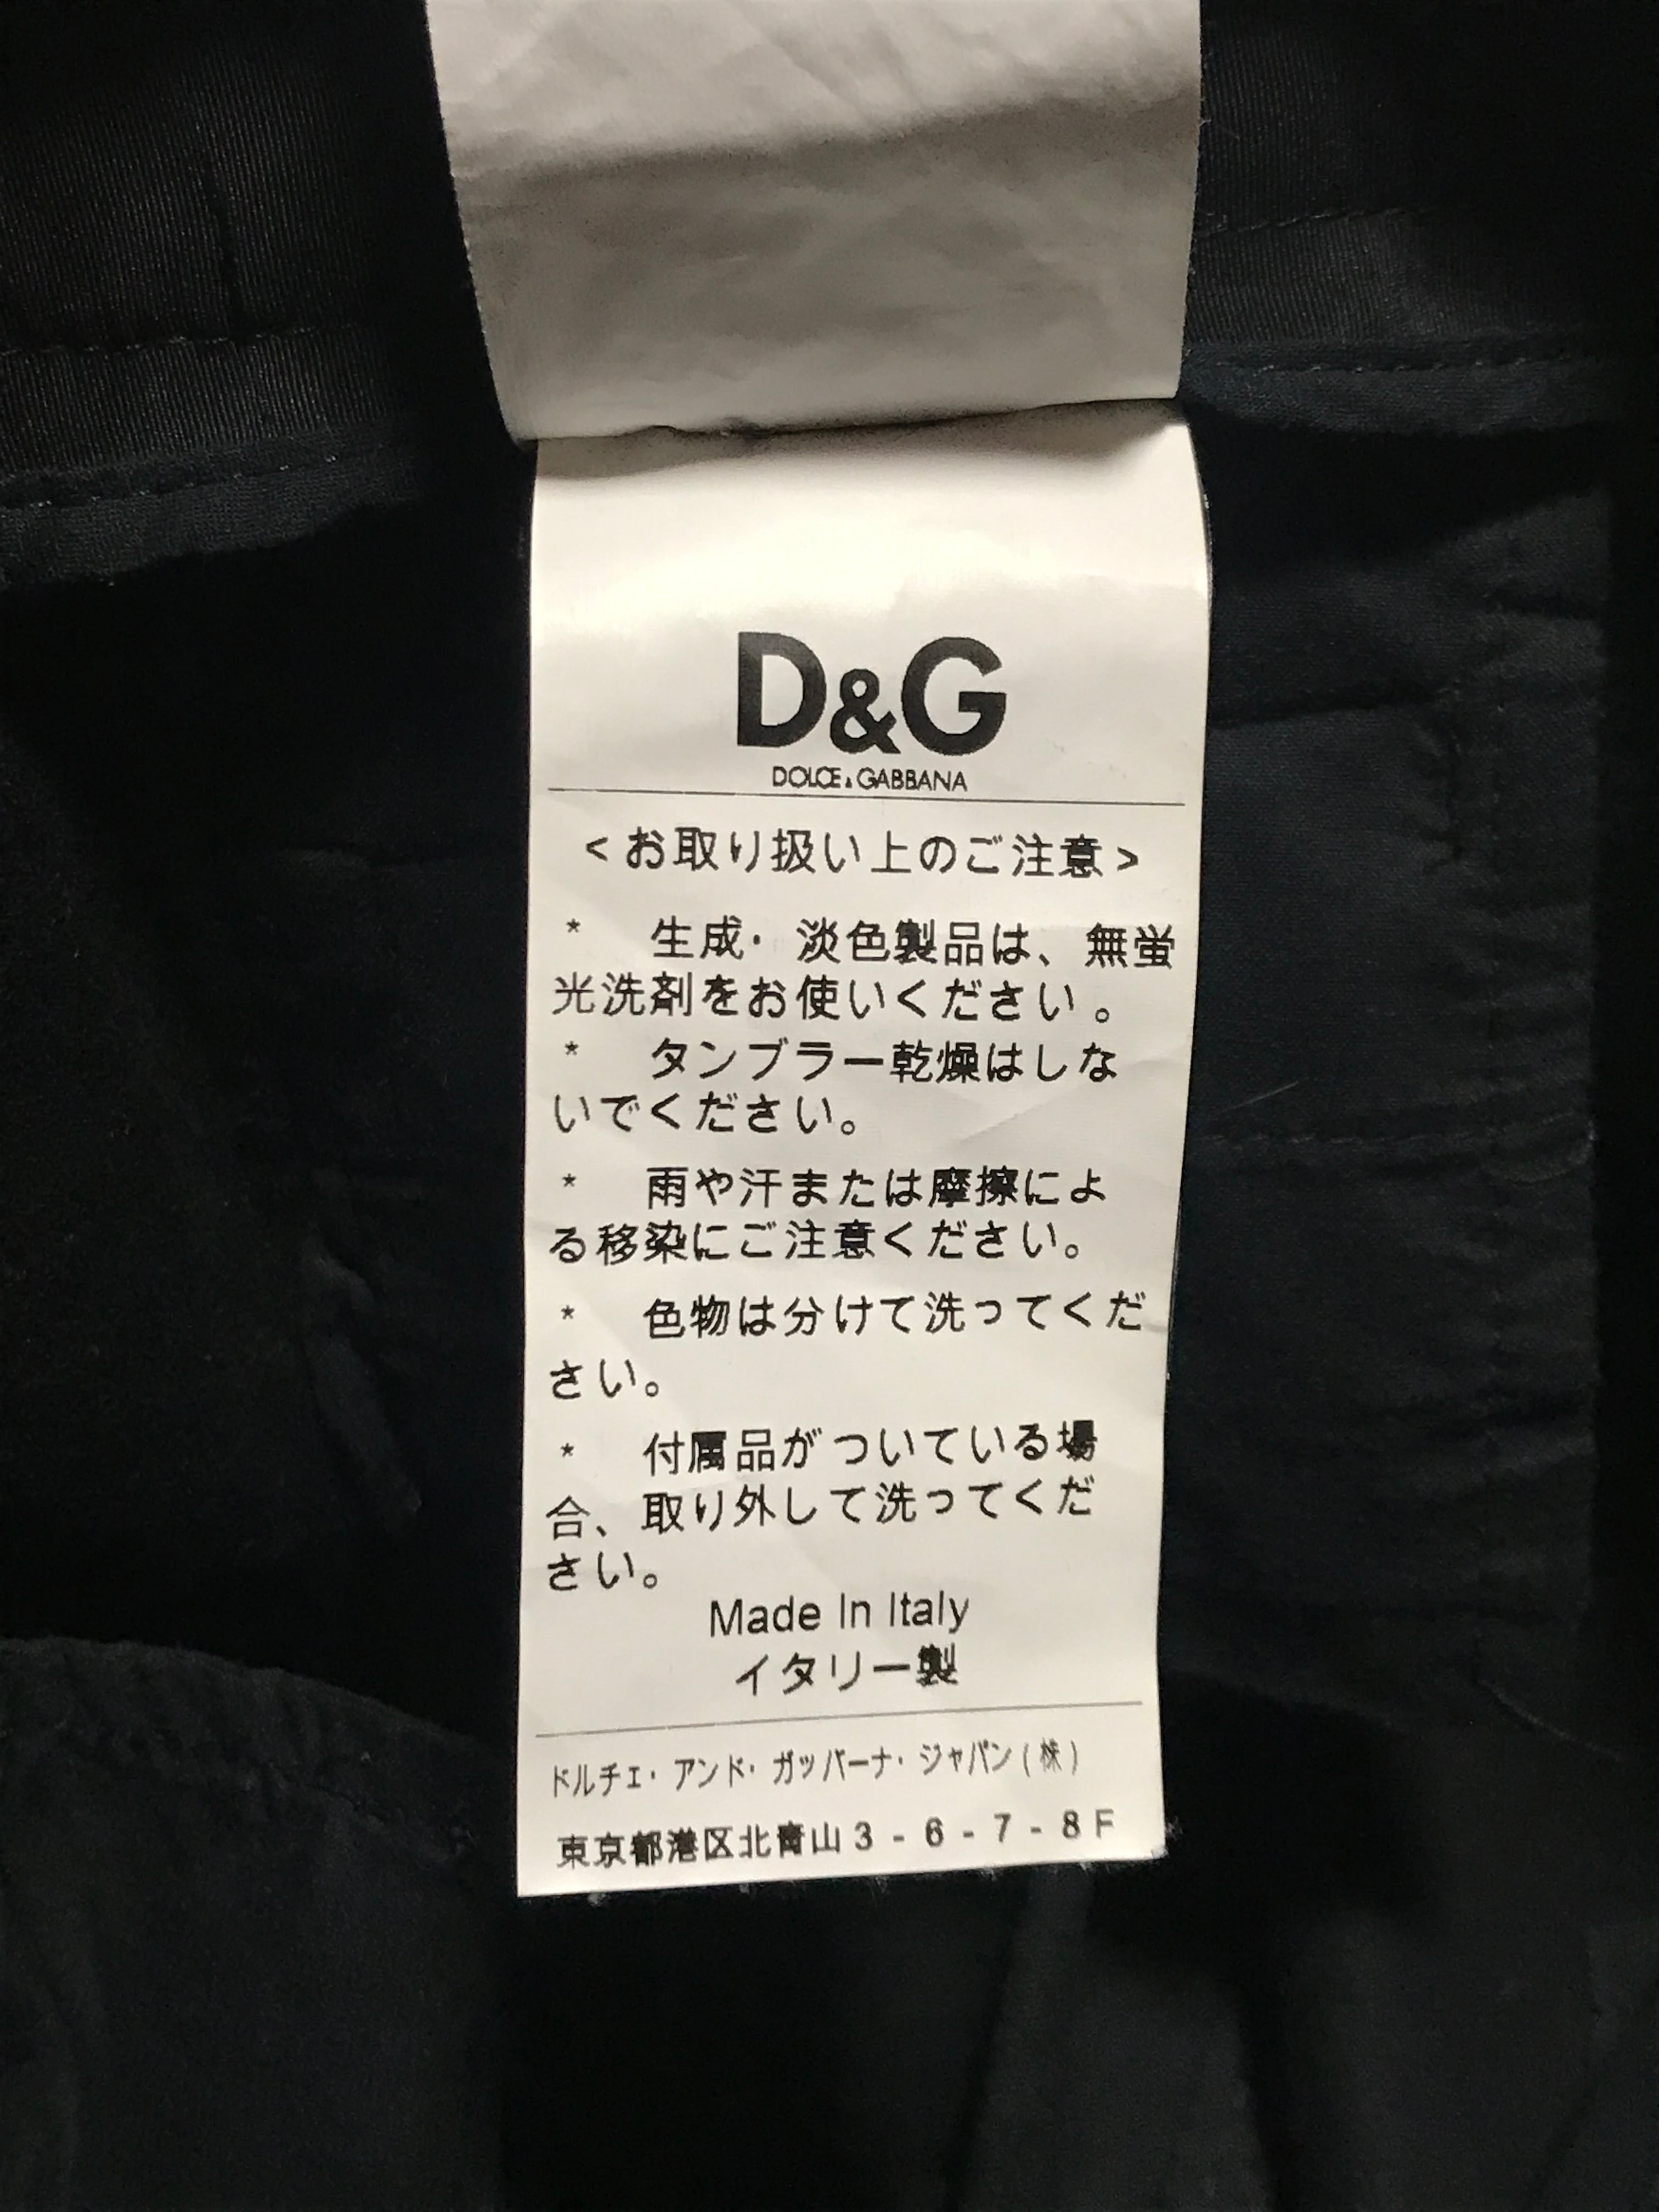 D&G
DOLCE & GABBANA
<お取り扱い上のご注意>
* 生成・淡色製品は、無蛍
光洗剤をお使いください。
* タンブラー乾燥はしな
いでください。
* 雨や汗または摩擦によ
る移染にご注意ください。
* 色物は分けて洗ってくだ
さい。
* 付属品がついている場
合、取り外して洗ってくだ
さい。
Made In Italy
イタリー製
ドルチェ・アンド・ガッバーナ・ジャパン(株)
東京都港区北青山3-6-7-8F